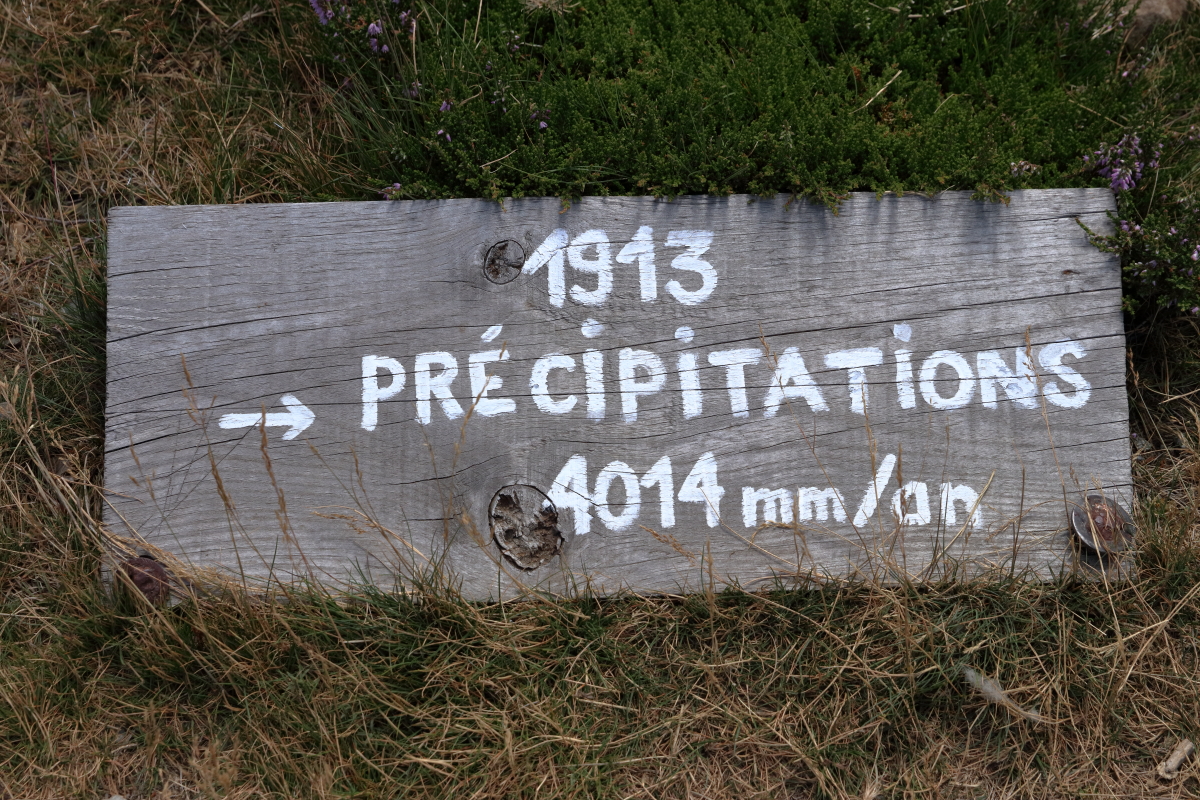 1913
→ PRÉCiPiTATiONS
4014 mm/an